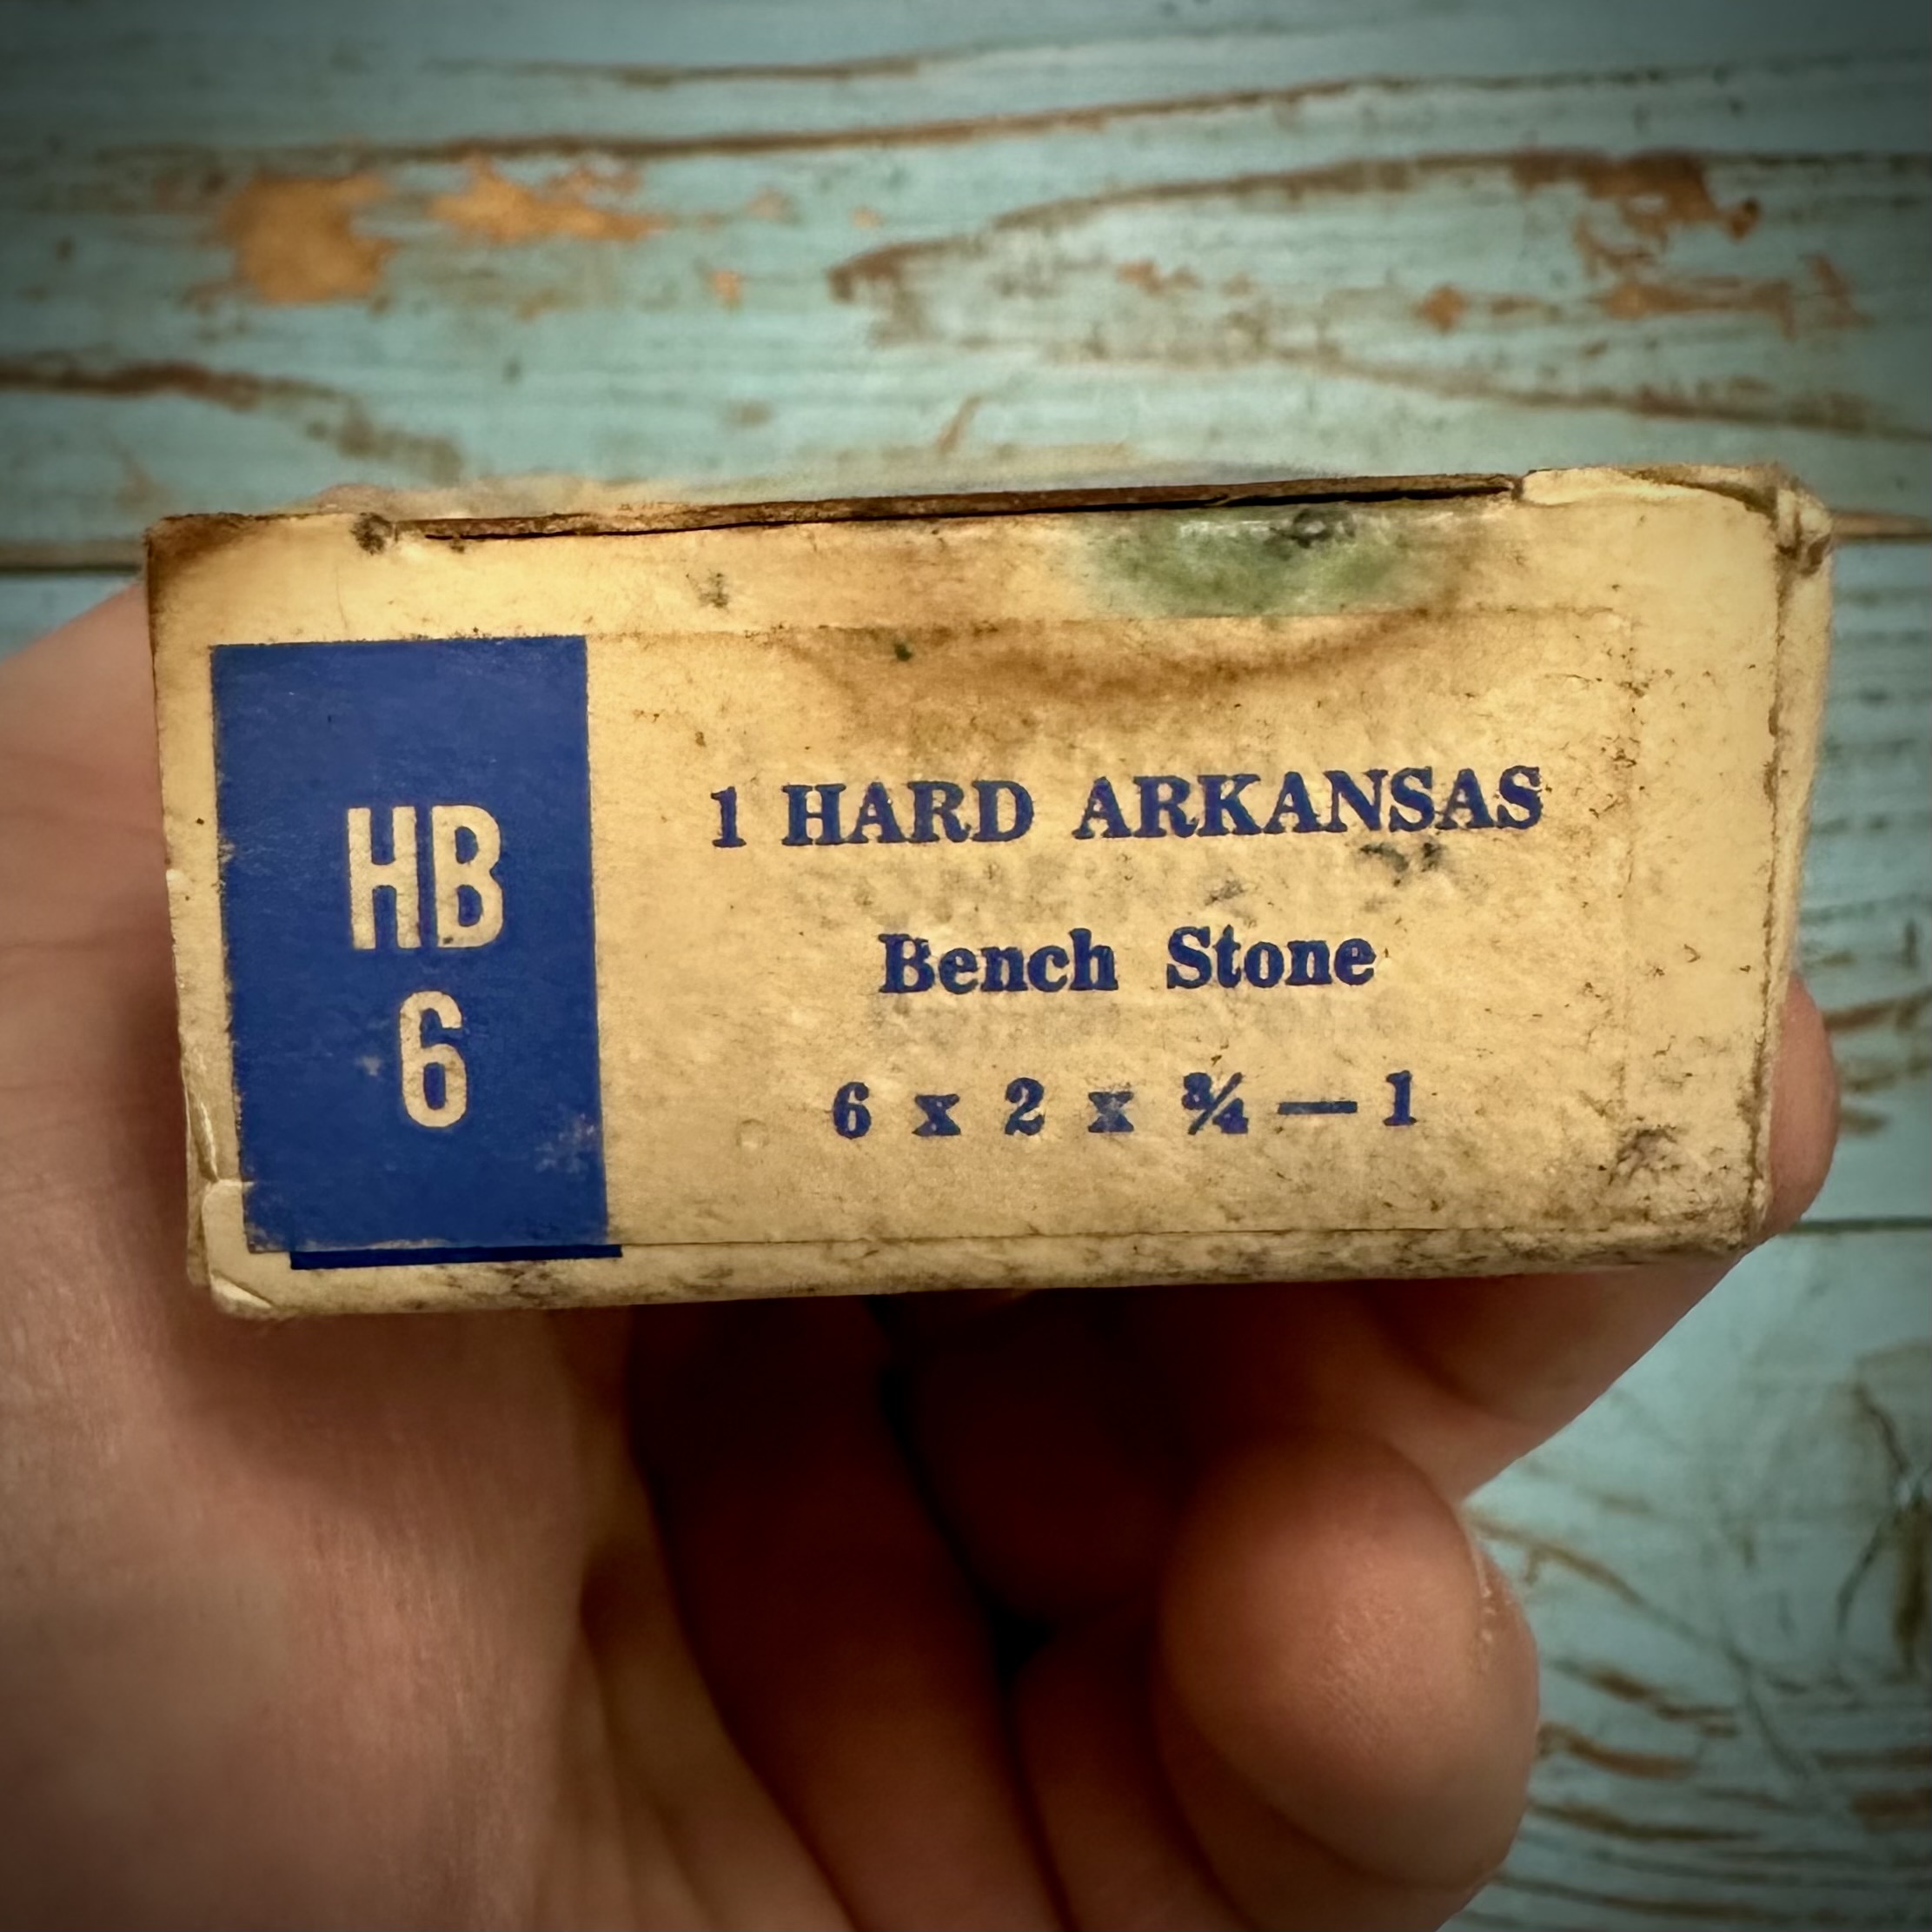 HB
6
1 HARD ARKANSAS
Bench Stone
6 x 2 x ¾ — 1